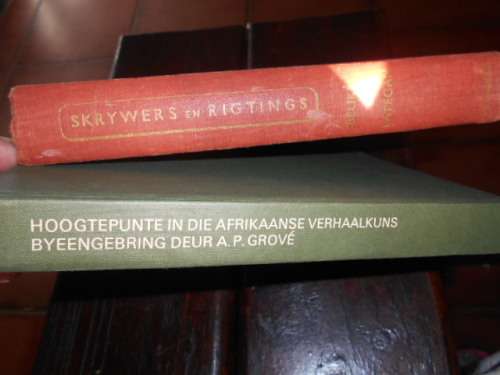 SKRYWERS EN RIGTINGS
HOOGTEPUNTE IN DIE AFRIKAANSE VERHAALKUNS
BYEENGEBRING DEUR A. P. GROVÉ